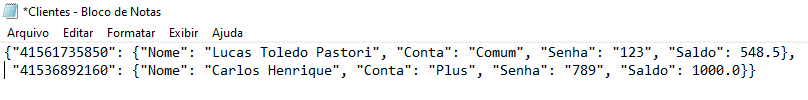 *Clientes - Bloco de Notas
Arquivo Editar Formatar Exibir Ajuda
{"41561735850": {"Nome": "Lucas Toledo Pastori", "Conta": "Comum", "Senha": "123", "Saldo": 548.5},
"41536892160": {"Nome": "Carlos Henrique", "Conta": "Plus", "Senha": "789", "Saldo": 1000.0}}